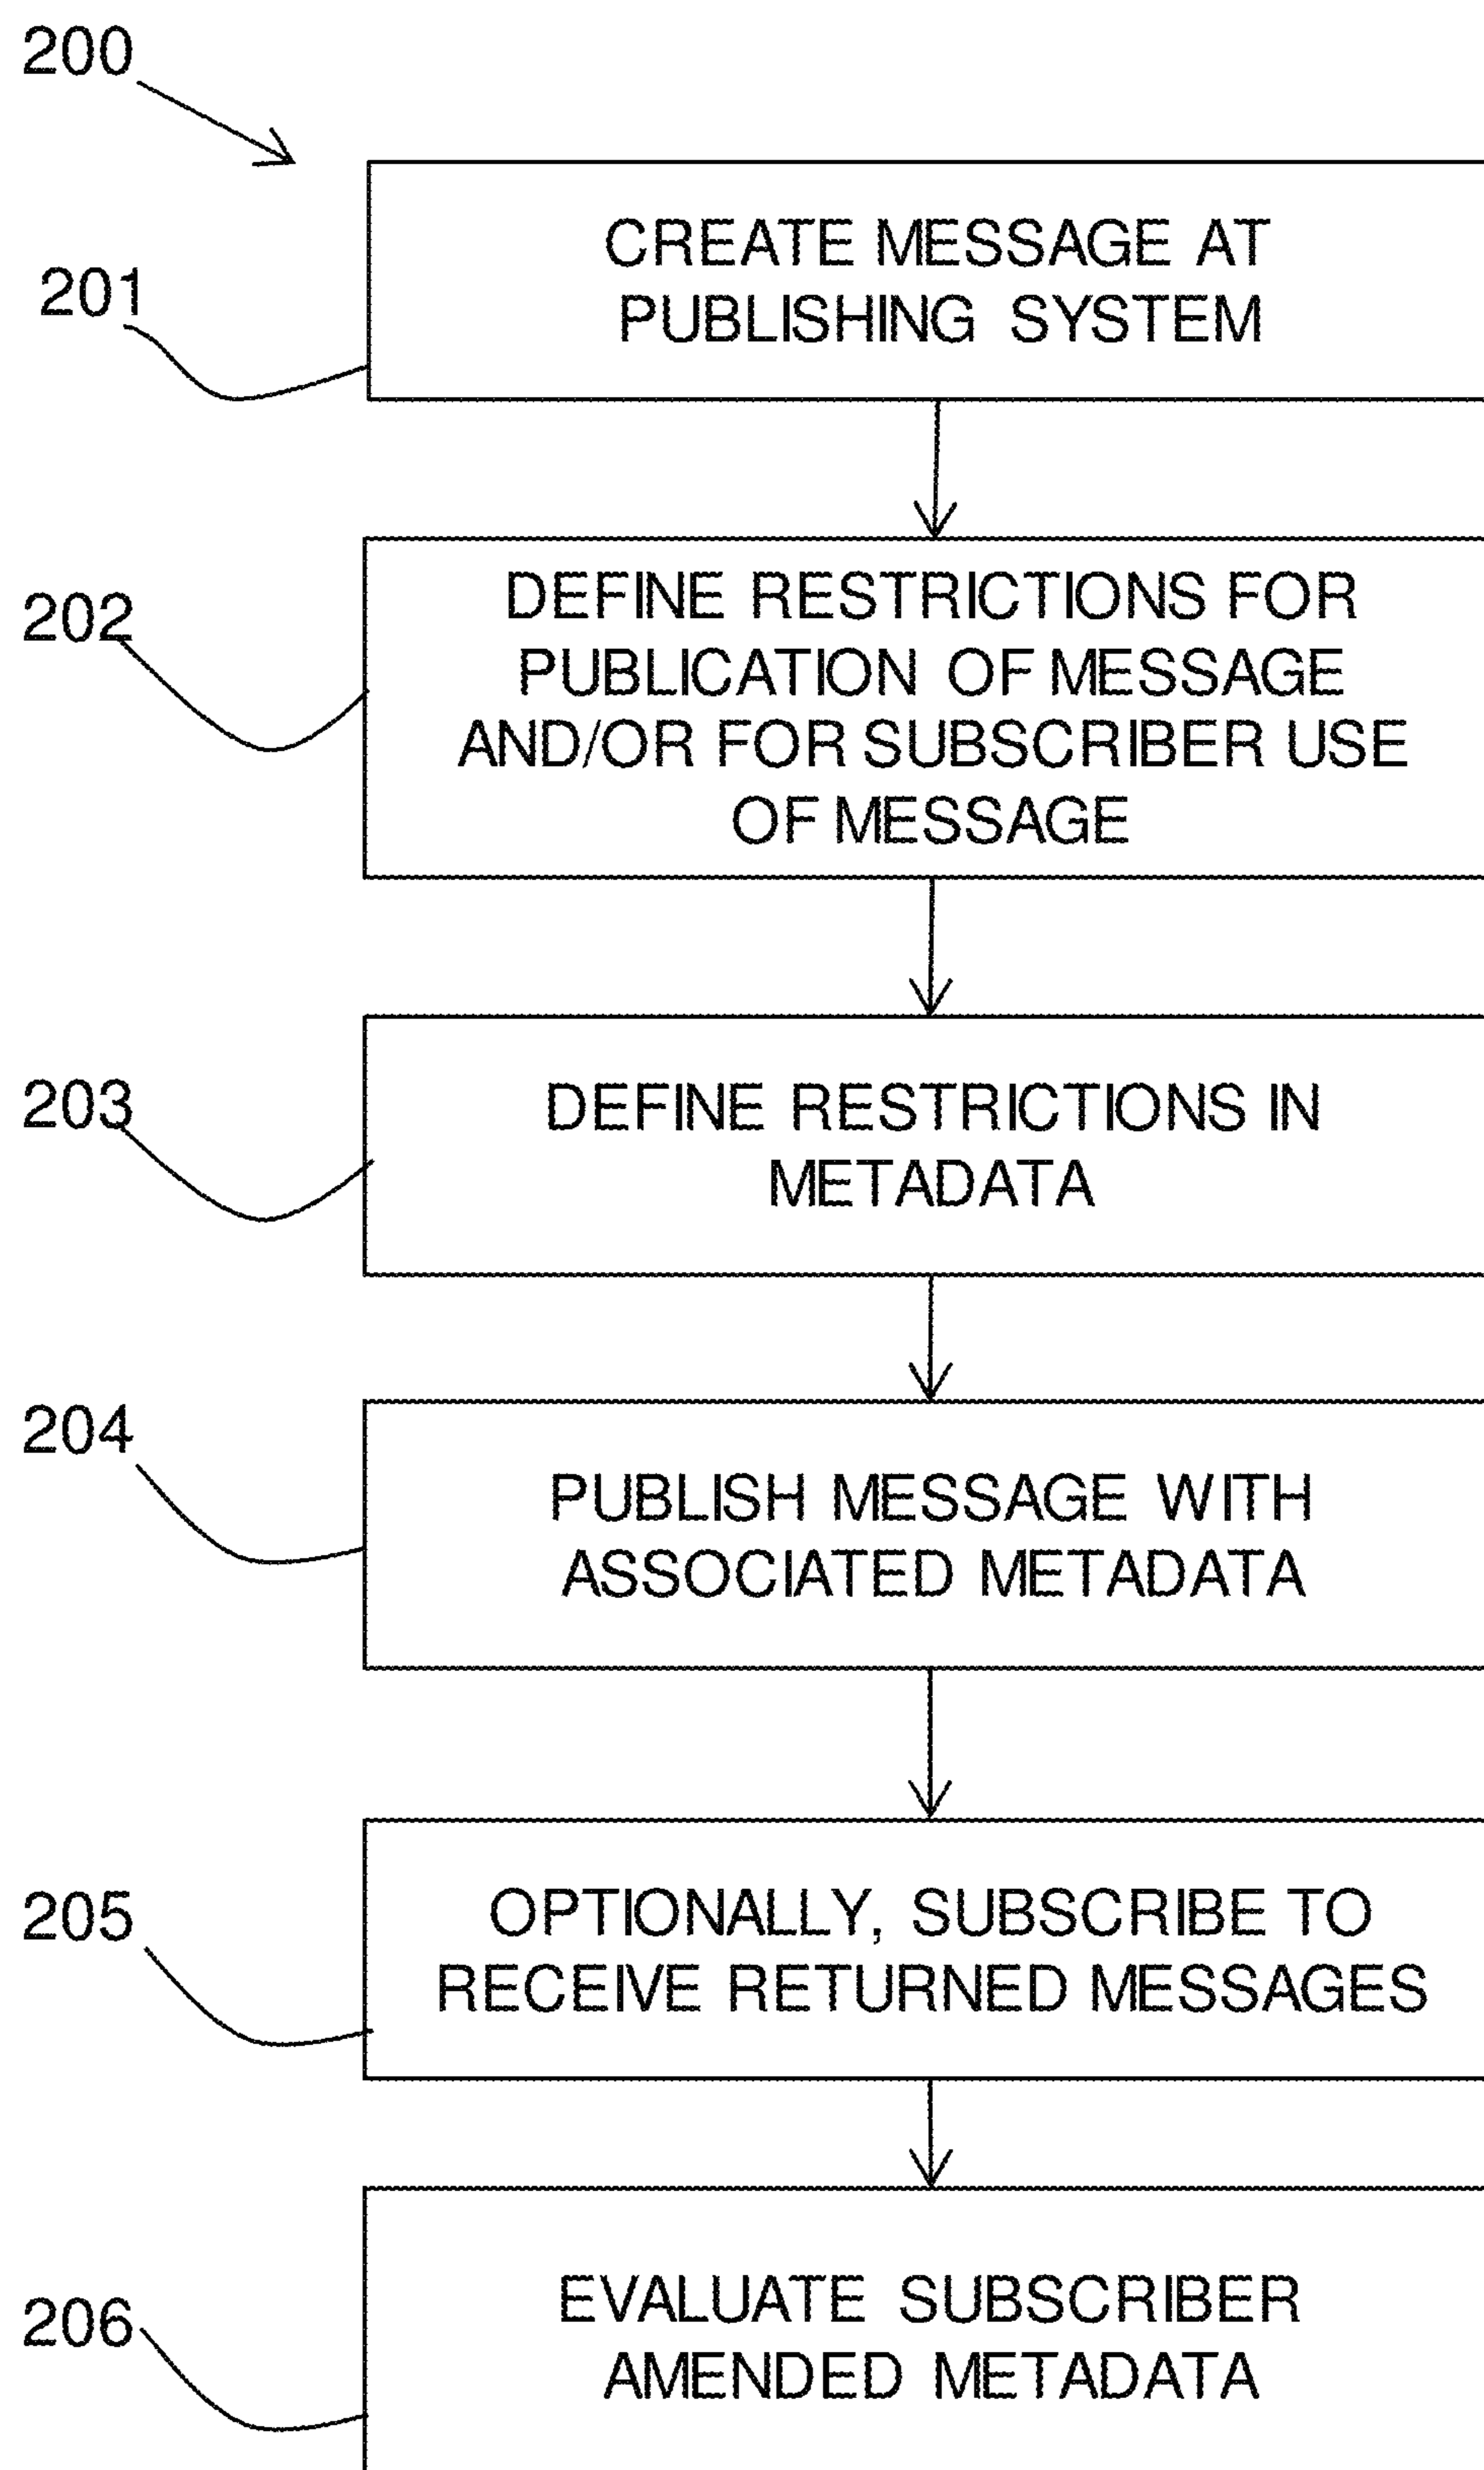 200
201
CREATE MESSAGE AT
PUBLISHING SYSTEM
202
DEFINE RESTRICTIONS FOR
PUBLICATION OF MESSAGE
AND/OR FOR SUBSCRIBER USE
OF MESSAGE
203
DEFINE RESTRICTIONS IN
METADATA
204
PUBLISH MESSAGE WITH
ASSOCIATED METADATA
205
OPTIONALLY, SUBSCRIBE TO
RECEIVE RETURNED MESSAGES
206
EVALUATE SUBSCRIBER
AMENDED METADATA